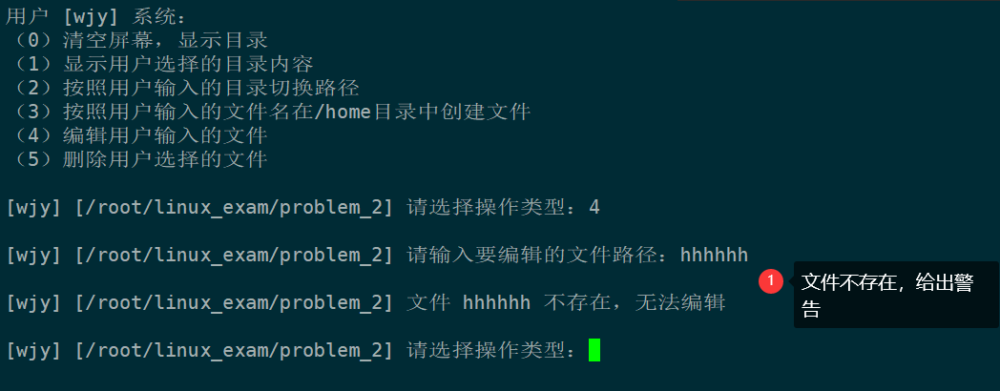 用户 [wjy] 系统：
（0）清空屏幕，显示目录
（1）显示用户选择的目录内容
（2）按照用户输入的目录切换路径
（3）按照用户输入的文件名在/home目录中创建文件
（4）编辑用户输入的文件
（5）删除用户选择的文件
[wjy] [/root/linux_exam/problem_2] 请选择操作类型：4
[wjy] [/root/linux_exam/problem_2] 请输入要编辑的文件路径：hhhhhh
1
文件不存在，给出警
告
[wjy] [/root/linux_exam/problem_2] 文件 hhhhhh 不存在，无法编辑
[wjy] [/root/linux_exam/problem_2] 请选择操作类型：